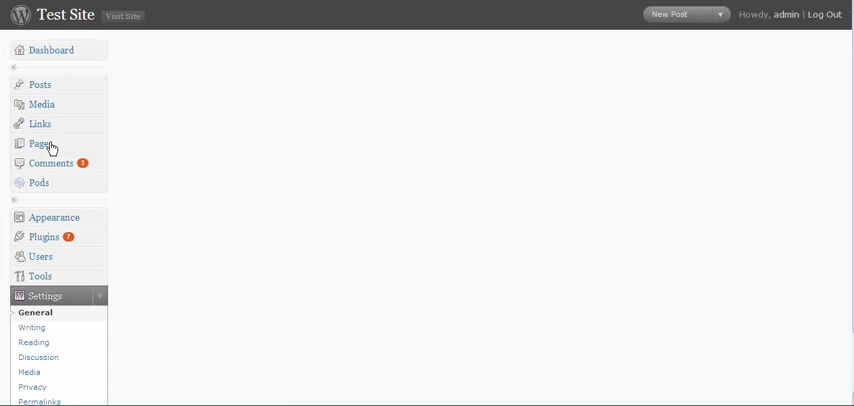 Test Site Visit Site New Post Howdy, admin | Log Out
Dashboard
Posts
Media
Links
Comments 3
Pods
Appearance
Plugins 7
Users
Tools
Settings
General
Writing
Reading
Discussion
Media
Privacy
Permalinks